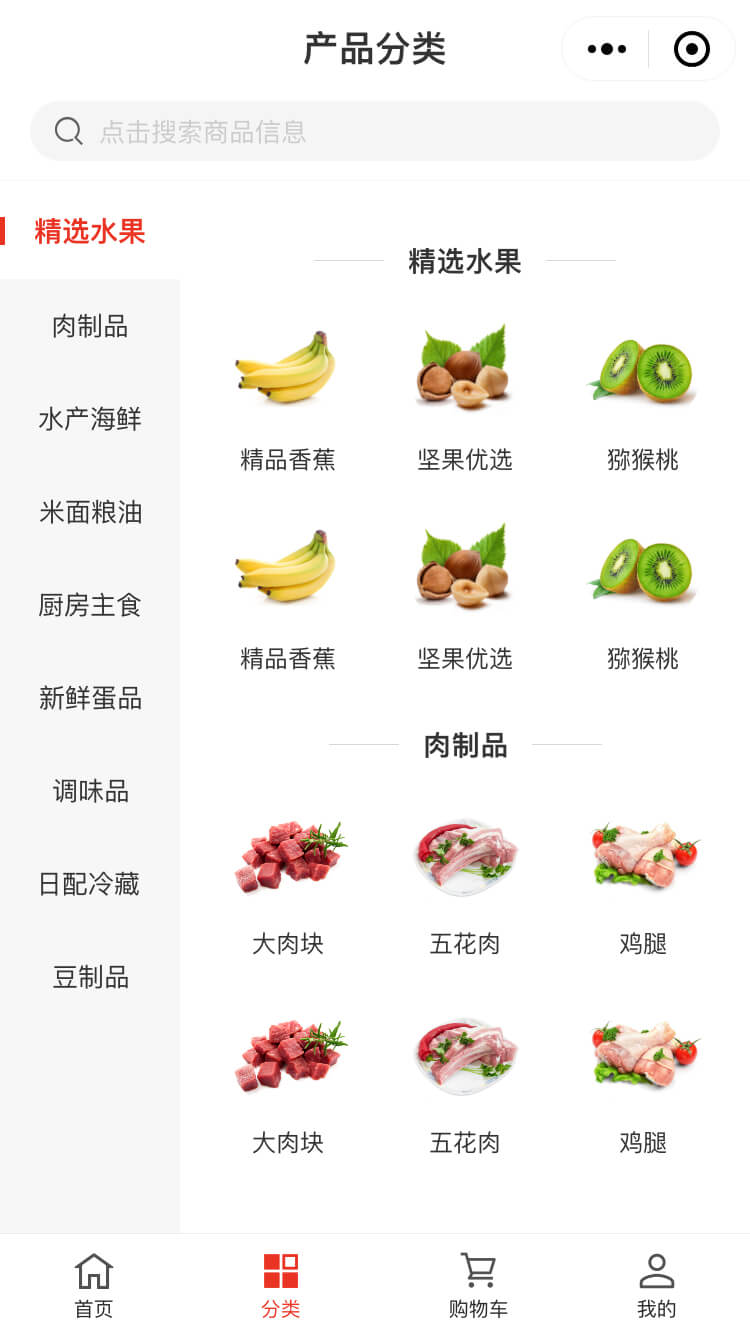 产品分类
点击搜索商品信息
精选水果
肉制品
水产海鲜
米面粮油
厨房主食
新鲜蛋品
调味品
日配冷藏
豆制品
精选水果
精品香蕉 坚果优选 猕猴桃
精品香蕉 坚果优选 猕猴桃
肉制品
大肉块 五花肉 鸡腿
大肉块 五花肉 鸡腿
首页 分类 购物车 我的